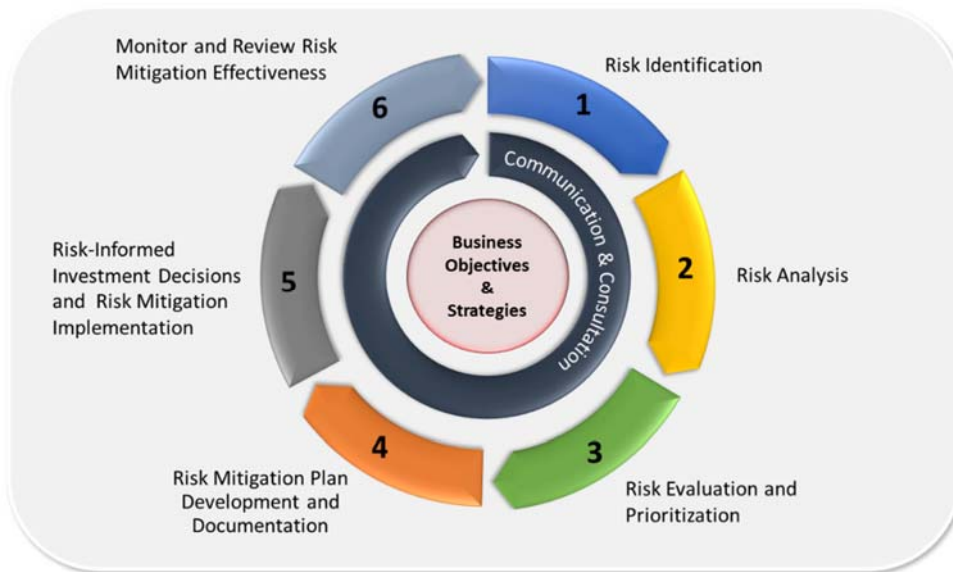 1
Risk Identification
2
Risk Analysis
3
Risk Evaluation and
Prioritization
4
Risk Mitigation Plan
Development and
Documentation
5
Risk-Informed
Investment Decisions
and Risk Mitigation
Implementation
6
Monitor and Review Risk
Mitigation Effectiveness
Communication & Consultation
Business
Objectives
&
Strategies